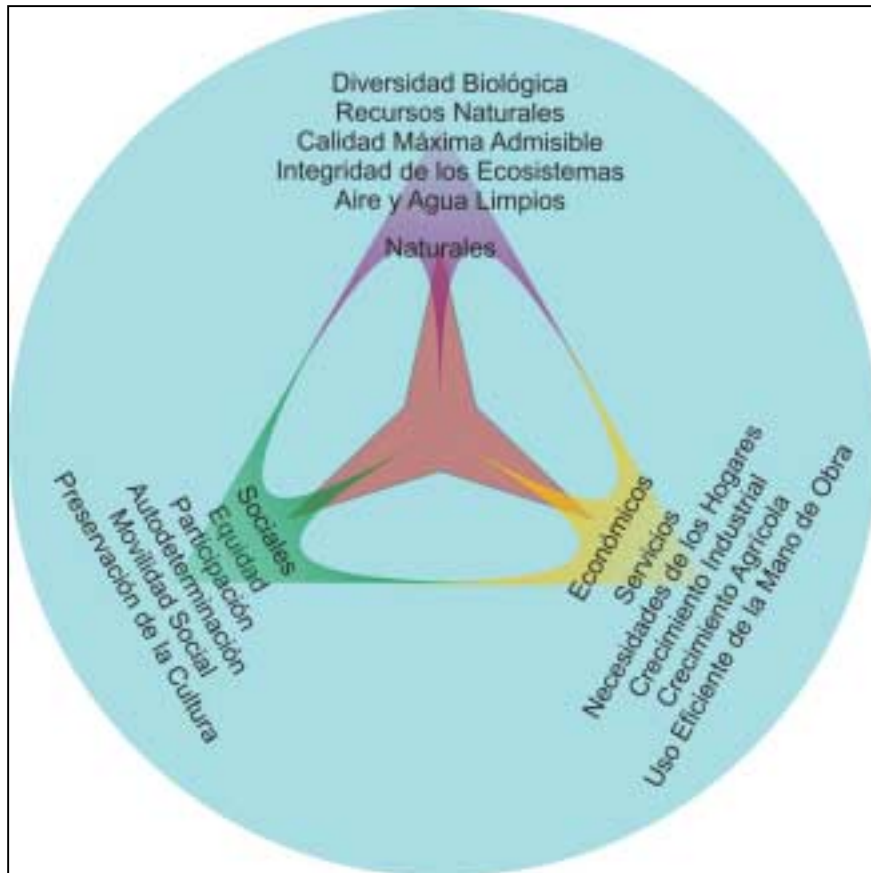 Diversidad Biológica
Recursos Naturales
Calidad Máxima Admisible
Integridad de los Ecosistemas
Aire y Agua Limpios
Naturales
Sociales
Equidad
Participación
Autodeterminación
Movilidad Social
Preservación de la Cultura
Económicos
Servicios
Necesidades de los Hogares
Crecimiento Industrial
Crecimiento Agrícola
Uso Eficiente de la Mano de Obra